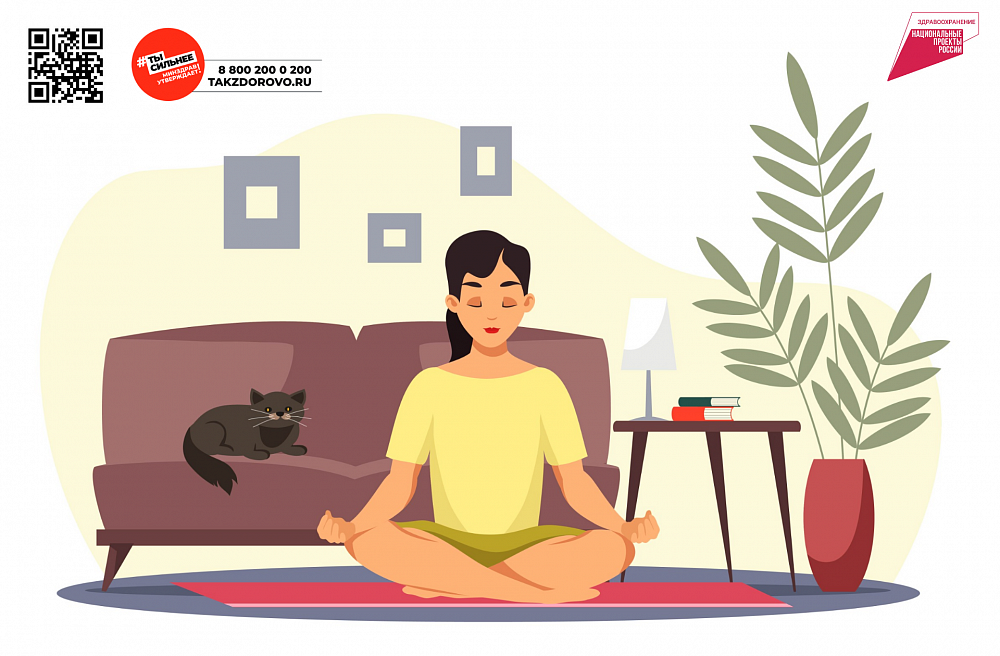 #ТЫ
СИЛЬНЕЕ
МИНЗДРАВ
УТВЕРЖДАЕТ!
8 800 200 0 200
TAKZDOROVO.RU
ЗДРАВООХРАНЕНИЕ
НАЦИОНАЛЬНЫЕ
ПРОЕКТЫ
РОССИИ